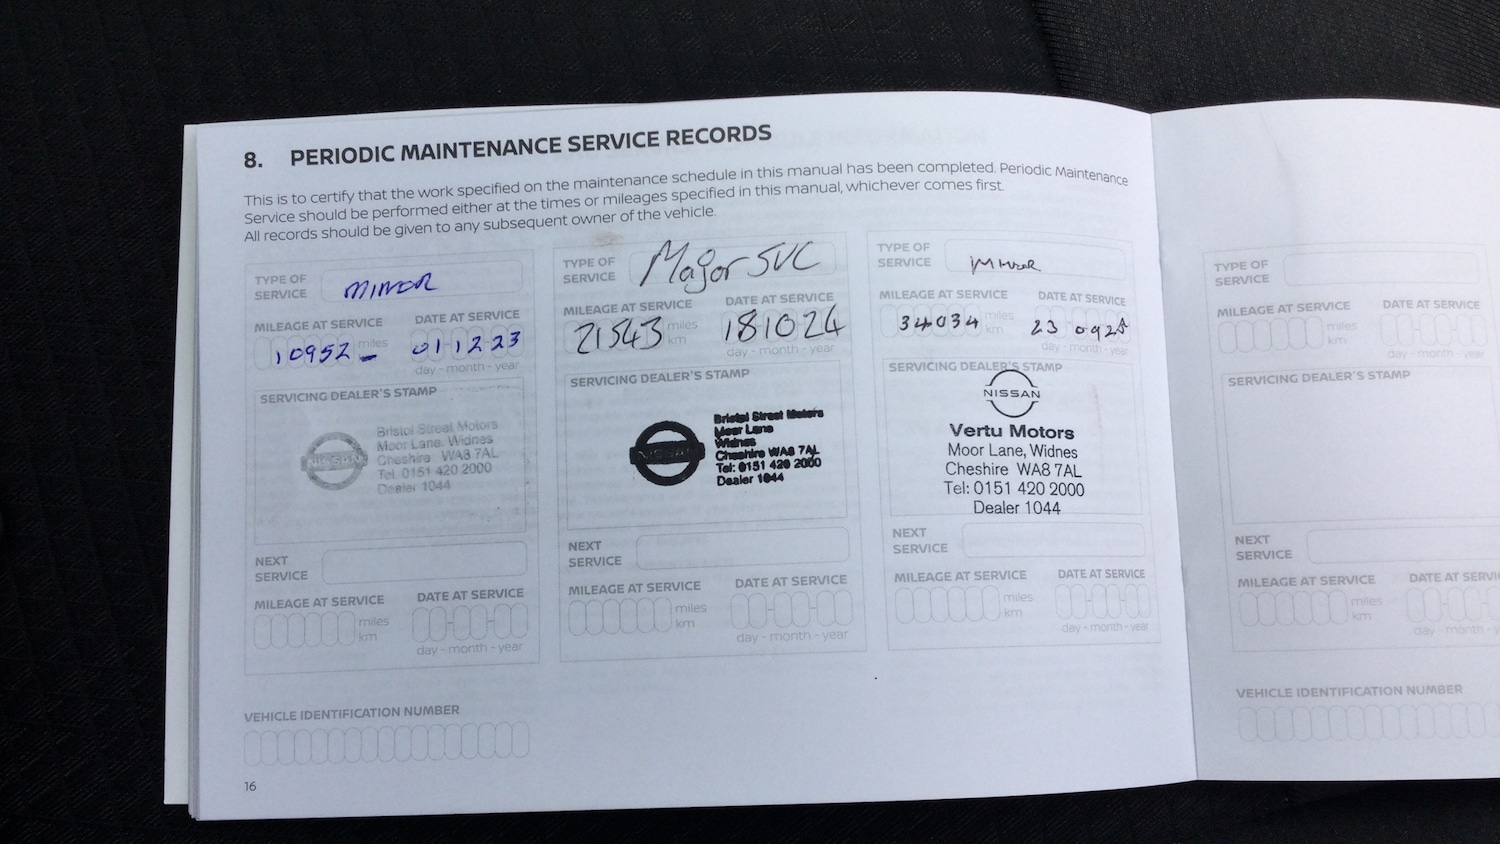 8. PERIODIC MAINTENANCE SERVICE RECORDS
This is to certify that the work specified on the maintenance schedule in this manual has been completed. Periodic Maintenance
Service should be performed either at the times or mileages specified in this manual, whichever comes first.
All records should be given to any subsequent owner of the vehicle.
TYPE OF
SERVICE
MINOR
MILEAGE AT SERVICE
DATE AT SERVICE
10952
miles
01-12-23
day - month - year
SERVICING DEALER'S STAMP
NISSAN
Bristol Street Motors
Moor Lane, Widnes
Cheshire WA8 7AL
Tel: 0151 420 2000
Dealer 1044
NEXT
SERVICE
MILEAGE AT SERVICE
DATE AT SERVICE
miles
km
day - month - year
TYPE OF
SERVICE
Major SVC
MILEAGE AT SERVICE
DATE AT SERVICE
21543
miles
km
181024
day - month - year
SERVICING DEALER'S STAMP
NISSAN
Bristol Street Motors
Moor Lane
Widnes
Cheshire WA8 7AL
Tel: 0151 420 2000
Dealer 1044
NEXT
SERVICE
MILEAGE AT SERVICE
DATE AT SERVICE
miles
km
day - month - year
TYPE OF
SERVICE
Minor
MILEAGE AT SERVICE
DATE AT SERVICE
34034
miles
km
23 0925
day - month - year
SERVICING DEALER'S STAMP
NISSAN
Vertu Motors
Moor Lane, Widnes
Cheshire WA8 7AL
Tel: 0151 420 2000
Dealer 1044
NEXT
SERVICE
MILEAGE AT SERVICE
DATE AT SERVICE
miles
km
day - month - year
VEHICLE IDENTIFICATION NUMBER
16
TYPE OF
SERVICE
MILEAGE AT SERVICE
DATE AT SERVICE
miles
km
day - month - year
SERVICING DEALER'S STAMP
NEXT
SERVICE
MILEAGE AT SERVICE
DATE AT SERVI
miles
km
day - month - y
VEHICLE IDENTIFICATION NUMBER